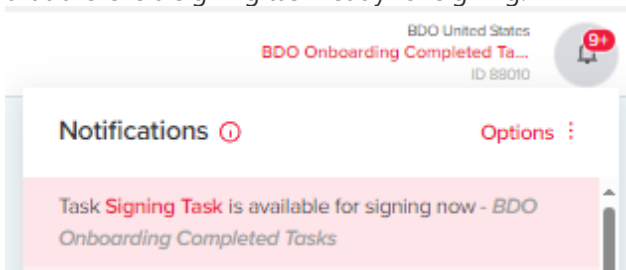 BDO United States
BDO Onboarding Completed Ta...
ID 88010
9+
Notifications
Options
Task Signing Task is available for signing now - BDO
Onboarding Completed Tasks